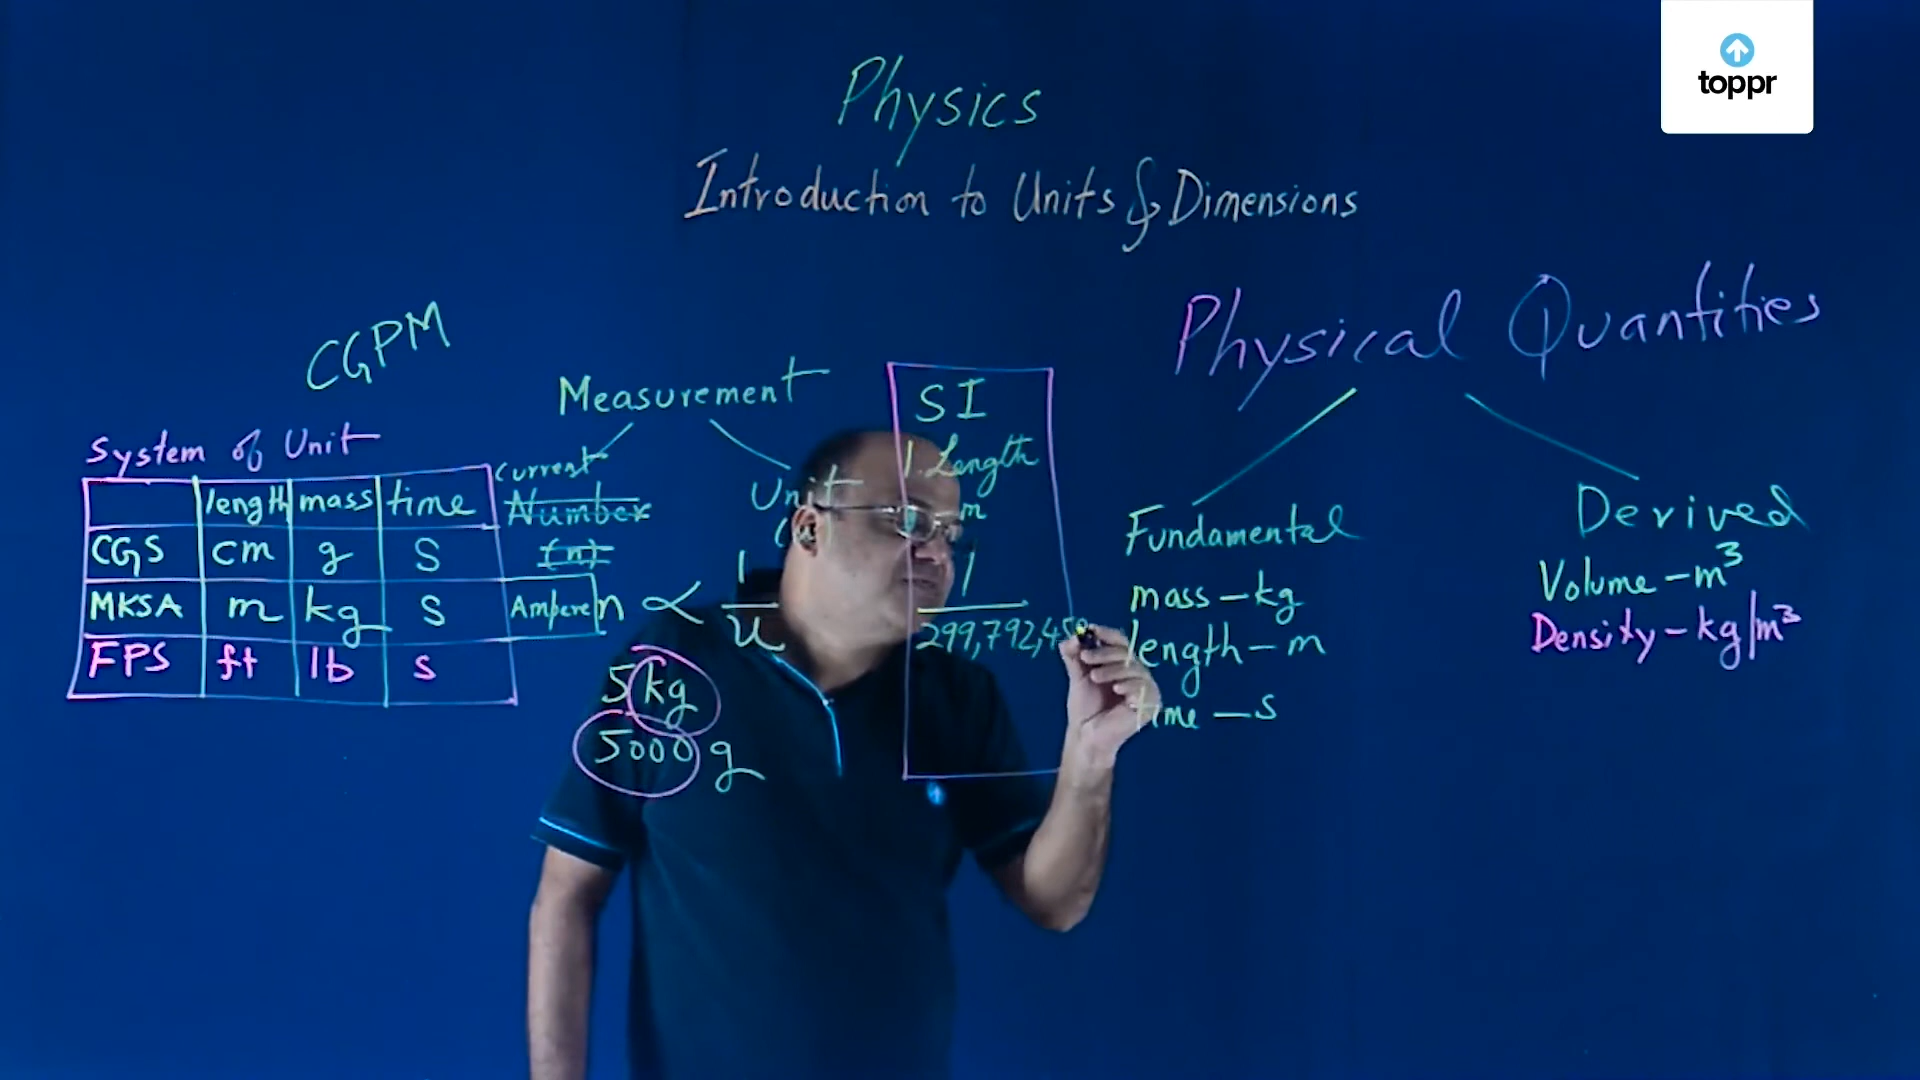 toppr
Physics
Introduction to Units & Dimensions
Physical Quantities
CGPM
Measurement
SI
System of Unit
Current
1. Length
length mass time
Number
Unit
m
Fundamental
Derived
CGS cm g S
(n)
Volume - m³
MKSA m kg S Ampere
n ∝ 1/u
1
299,792,458
mass - kg
Density - kg/m³
length - m
FPS ft lb s
5 kg
time - s
5000 g